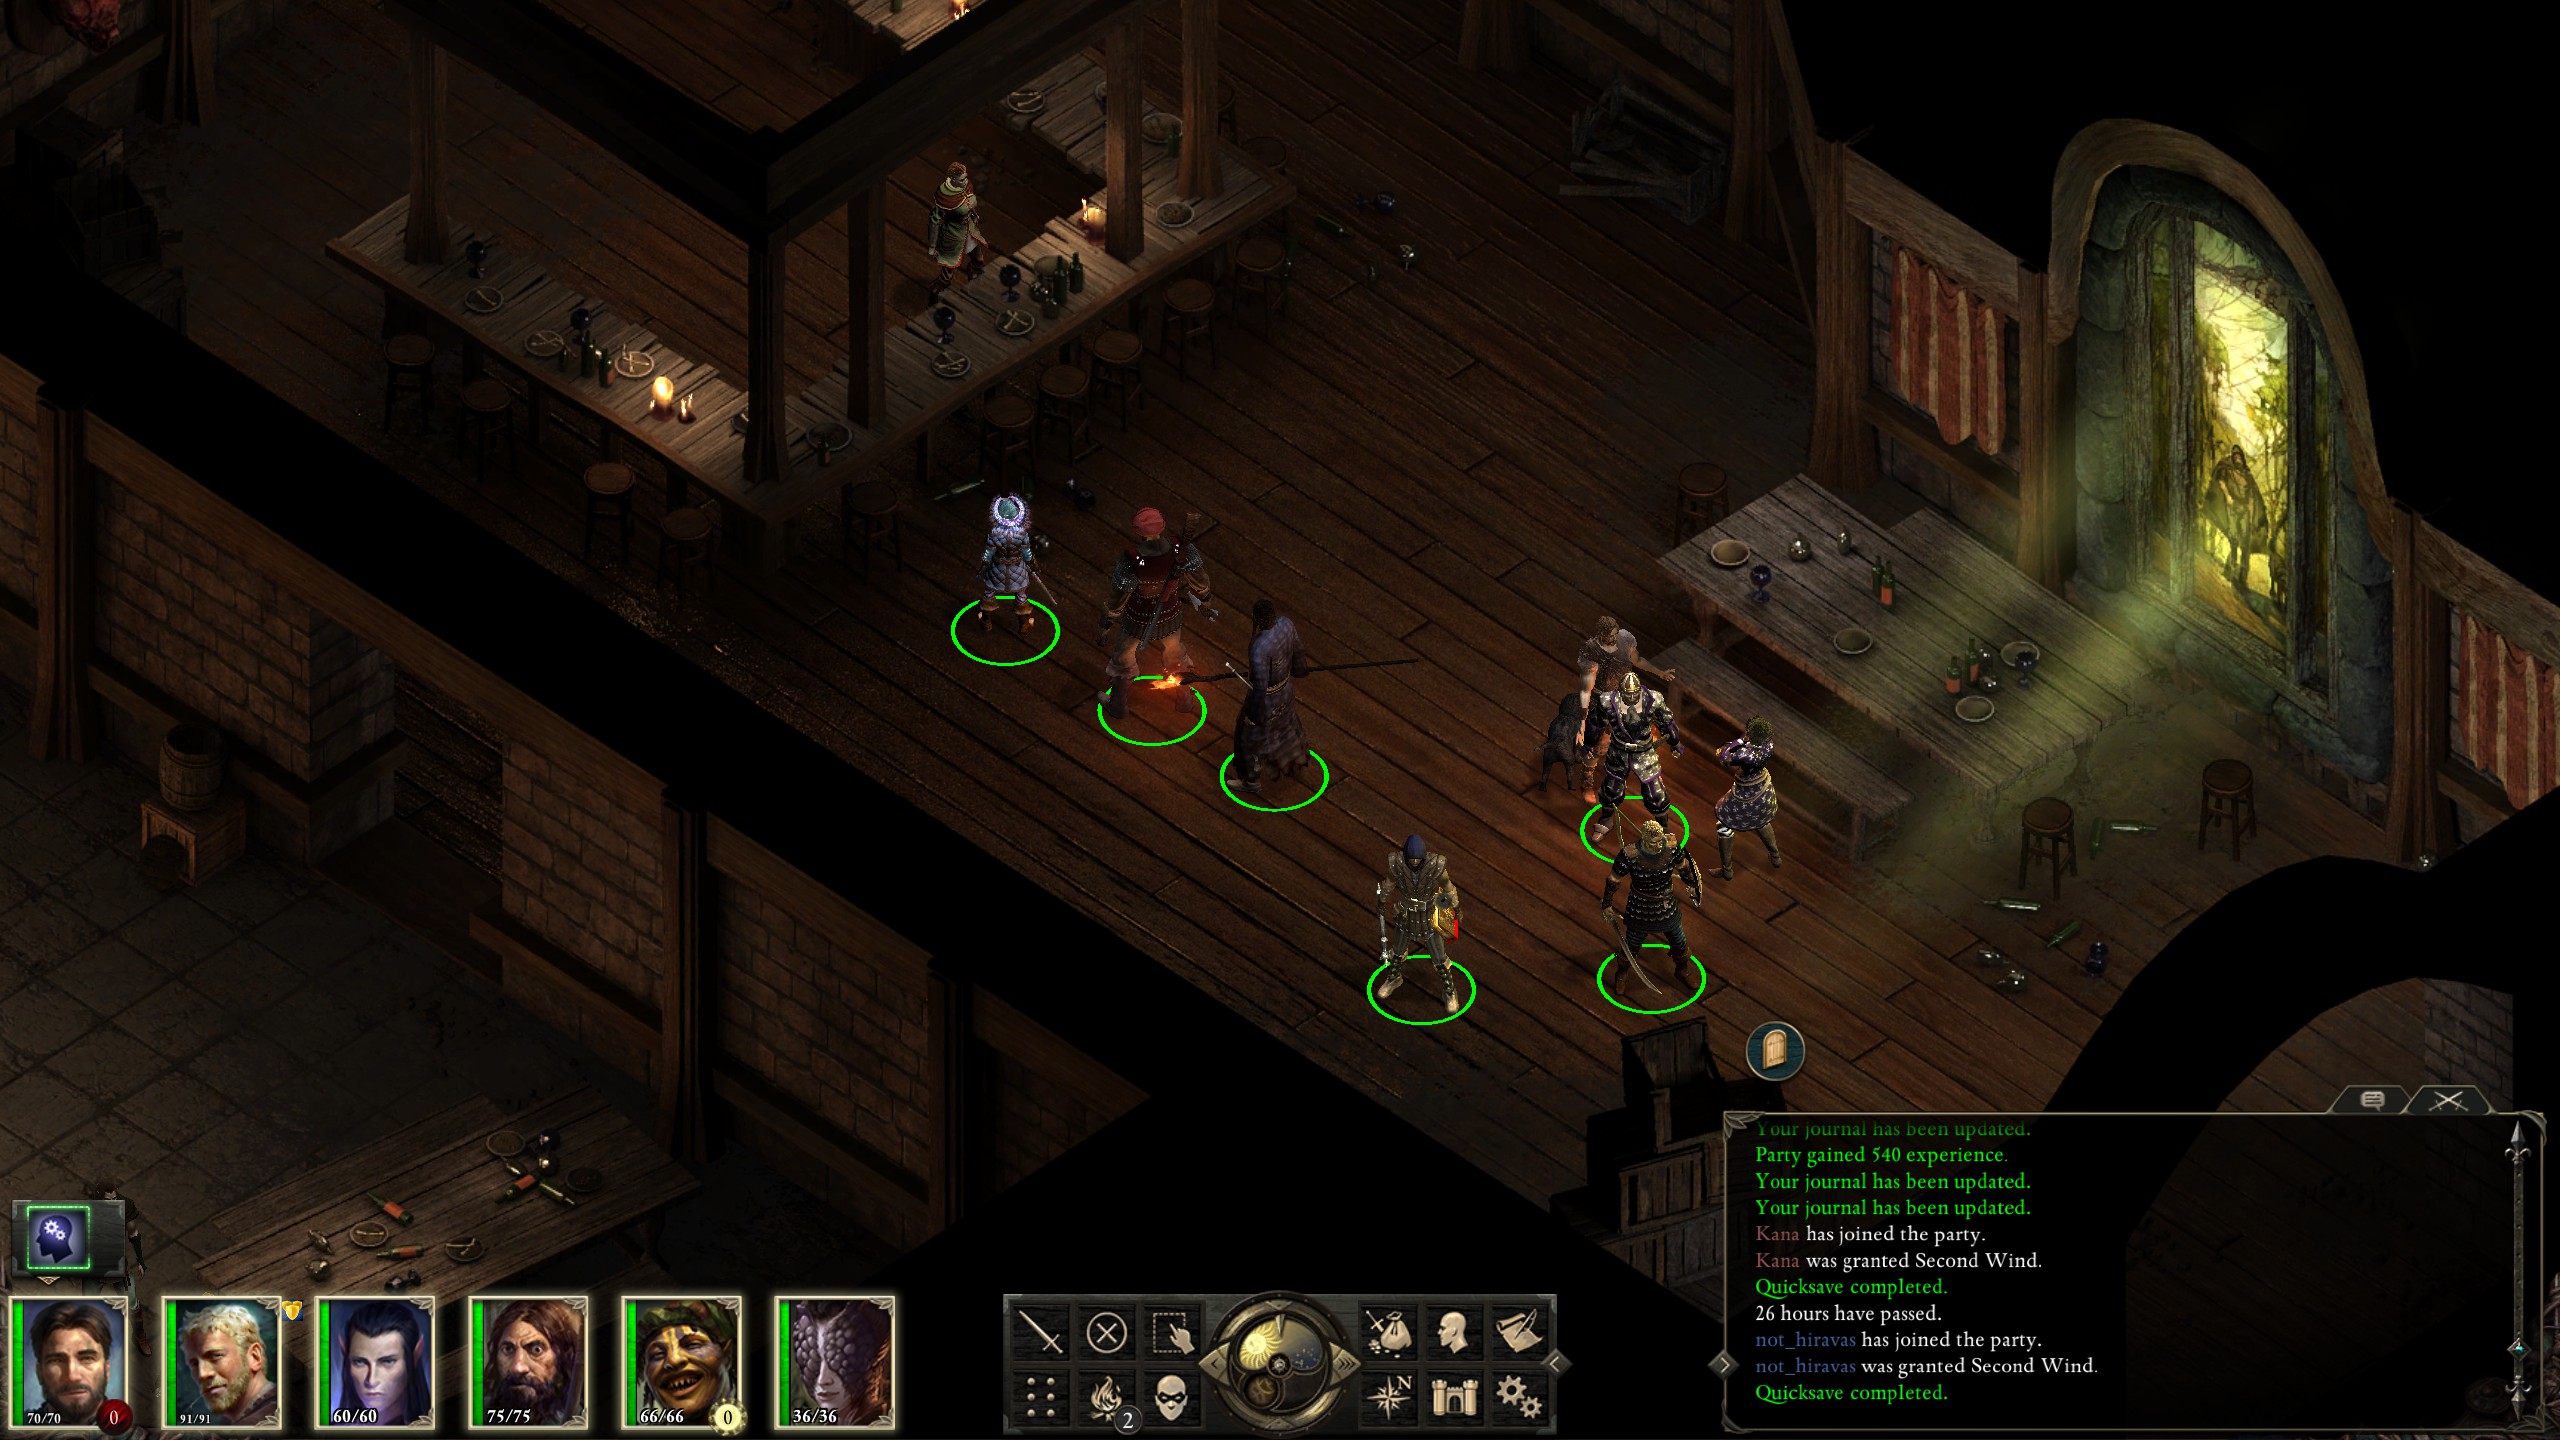 Your journal has been updated.
Party gained 540 experience.
Your journal has been updated.
Your journal has been updated.
Kana has joined the party.
Kana was granted Second Wind.
Quicksave completed.
26 hours have passed.
not_hiravas has joined the party.
not_hiravas was granted Second Wind.
Quicksave completed.
70/70 0
91/91
60/60
75/75
66/66 0
36/36
N
2